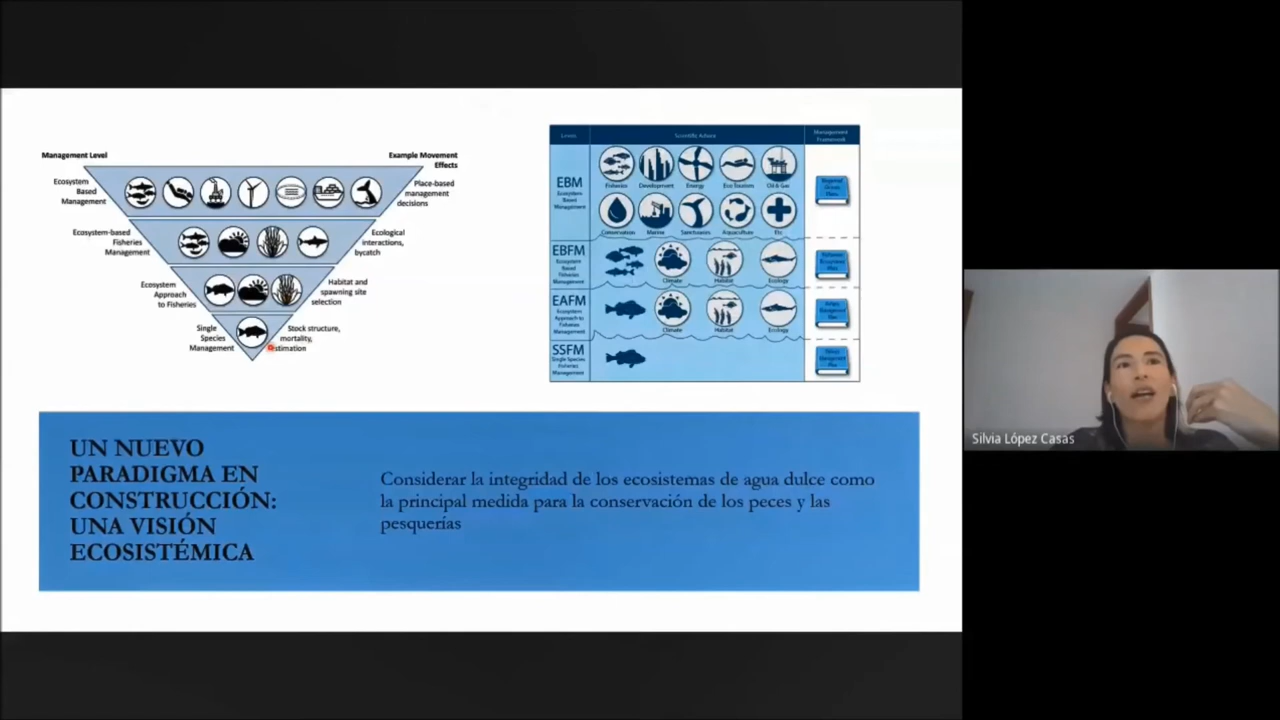 Management Level
Example Movement
Effects
Ecosystem
Based
Management
Place-based
management
decisions
Ecosystem-based
Fisheries
Management
Ecological
interactions,
bycatch
Ecosystem
Approach
to Fisheries
Habitat and
spawning site
selection
Single
Species
Management
Stock structure,
mortality,
estimation
Levels
Scientific Advice
Management
Framework
EBM
Ecosystem
Based
Management
Fisheries
Development
Energy
Eco Tourism
Oil & Gas
Conservation
Marine
Sanctuaries
Aquaculture
Etc
EBFM
Ecosystem
Based
Fisheries
Management
Climate
Habitat
Ecology
EAFM
Ecosystem
Approach to
Fisheries
Management
Climate
Habitat
Ecology
SSFM
Single Species
Fisheries
Management
UN NUEVO
PARADIGMA EN
CONSTRUCCIÓN:
UNA VISIÓN
ECOSISTÉMICA
Considerar la integridad de los ecosistemas de agua dulce como
la principal medida para la conservación de los peces y las
pesquerías
Silvia López Casas